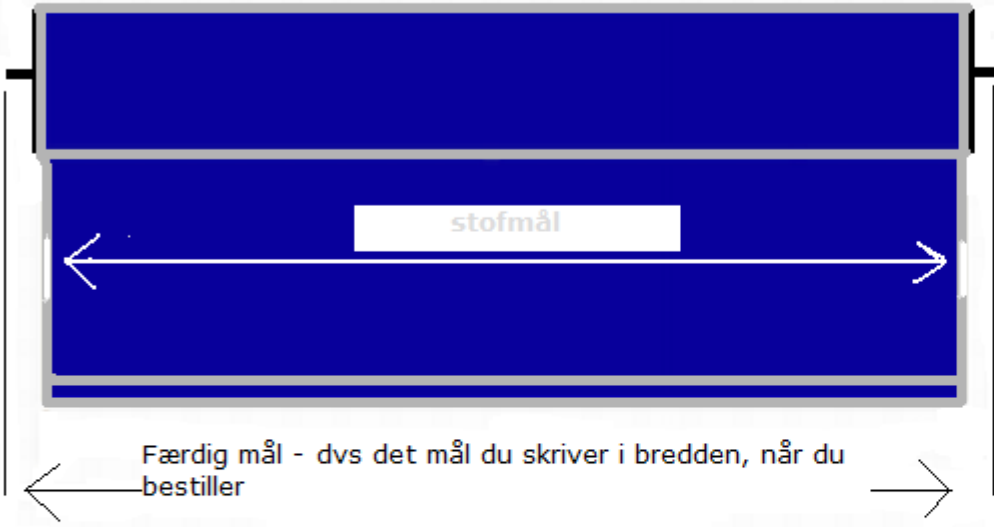 stofmål
Færdig mål - dvs det mål du skriver i bredden, når du
bestiller